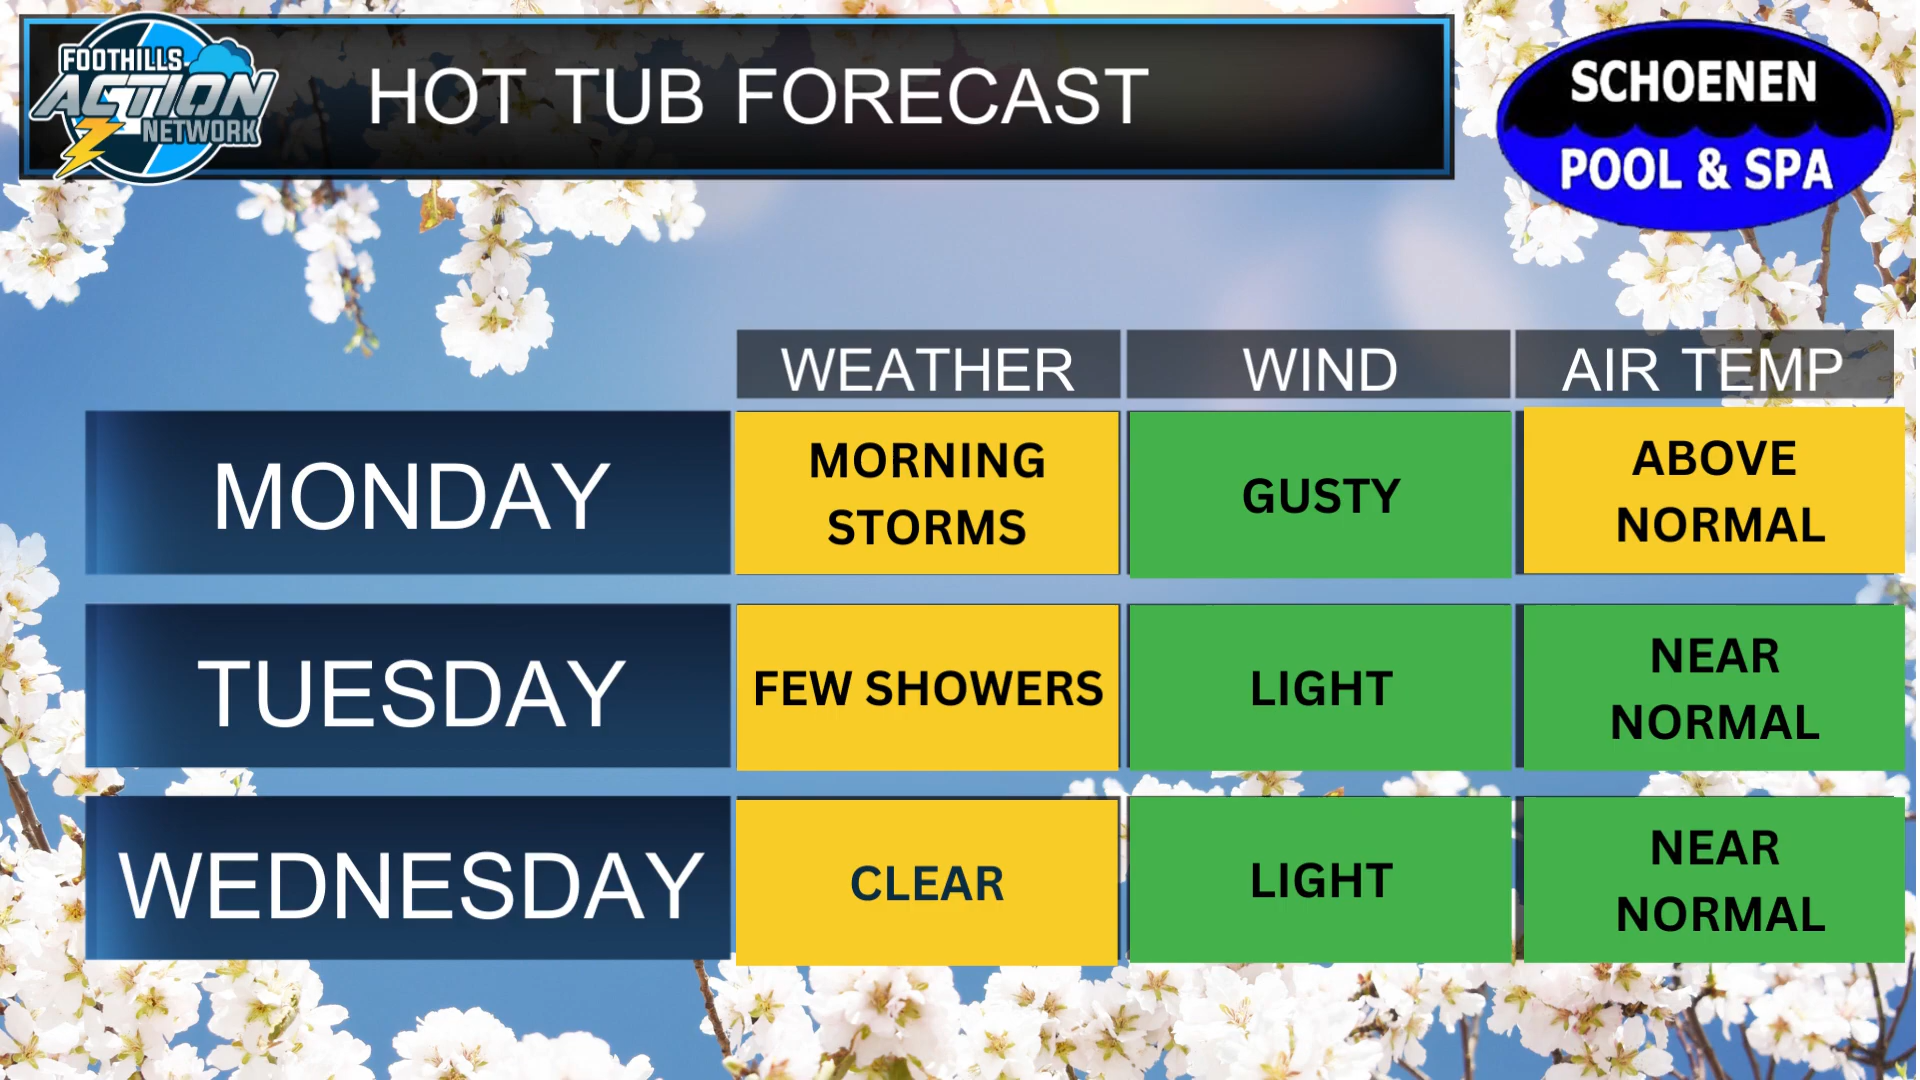 FOOTHILLS
ACTION
NETWORK
HOT TUB FORECAST
SCHOENEN
POOL & SPA
WEATHER WIND AIR TEMP
MONDAY
MORNING
STORMS
GUSTY
ABOVE
NORMAL
TUESDAY
FEW SHOWERS
LIGHT
NEAR
NORMAL
WEDNESDAY
CLEAR
LIGHT
NEAR
NORMAL